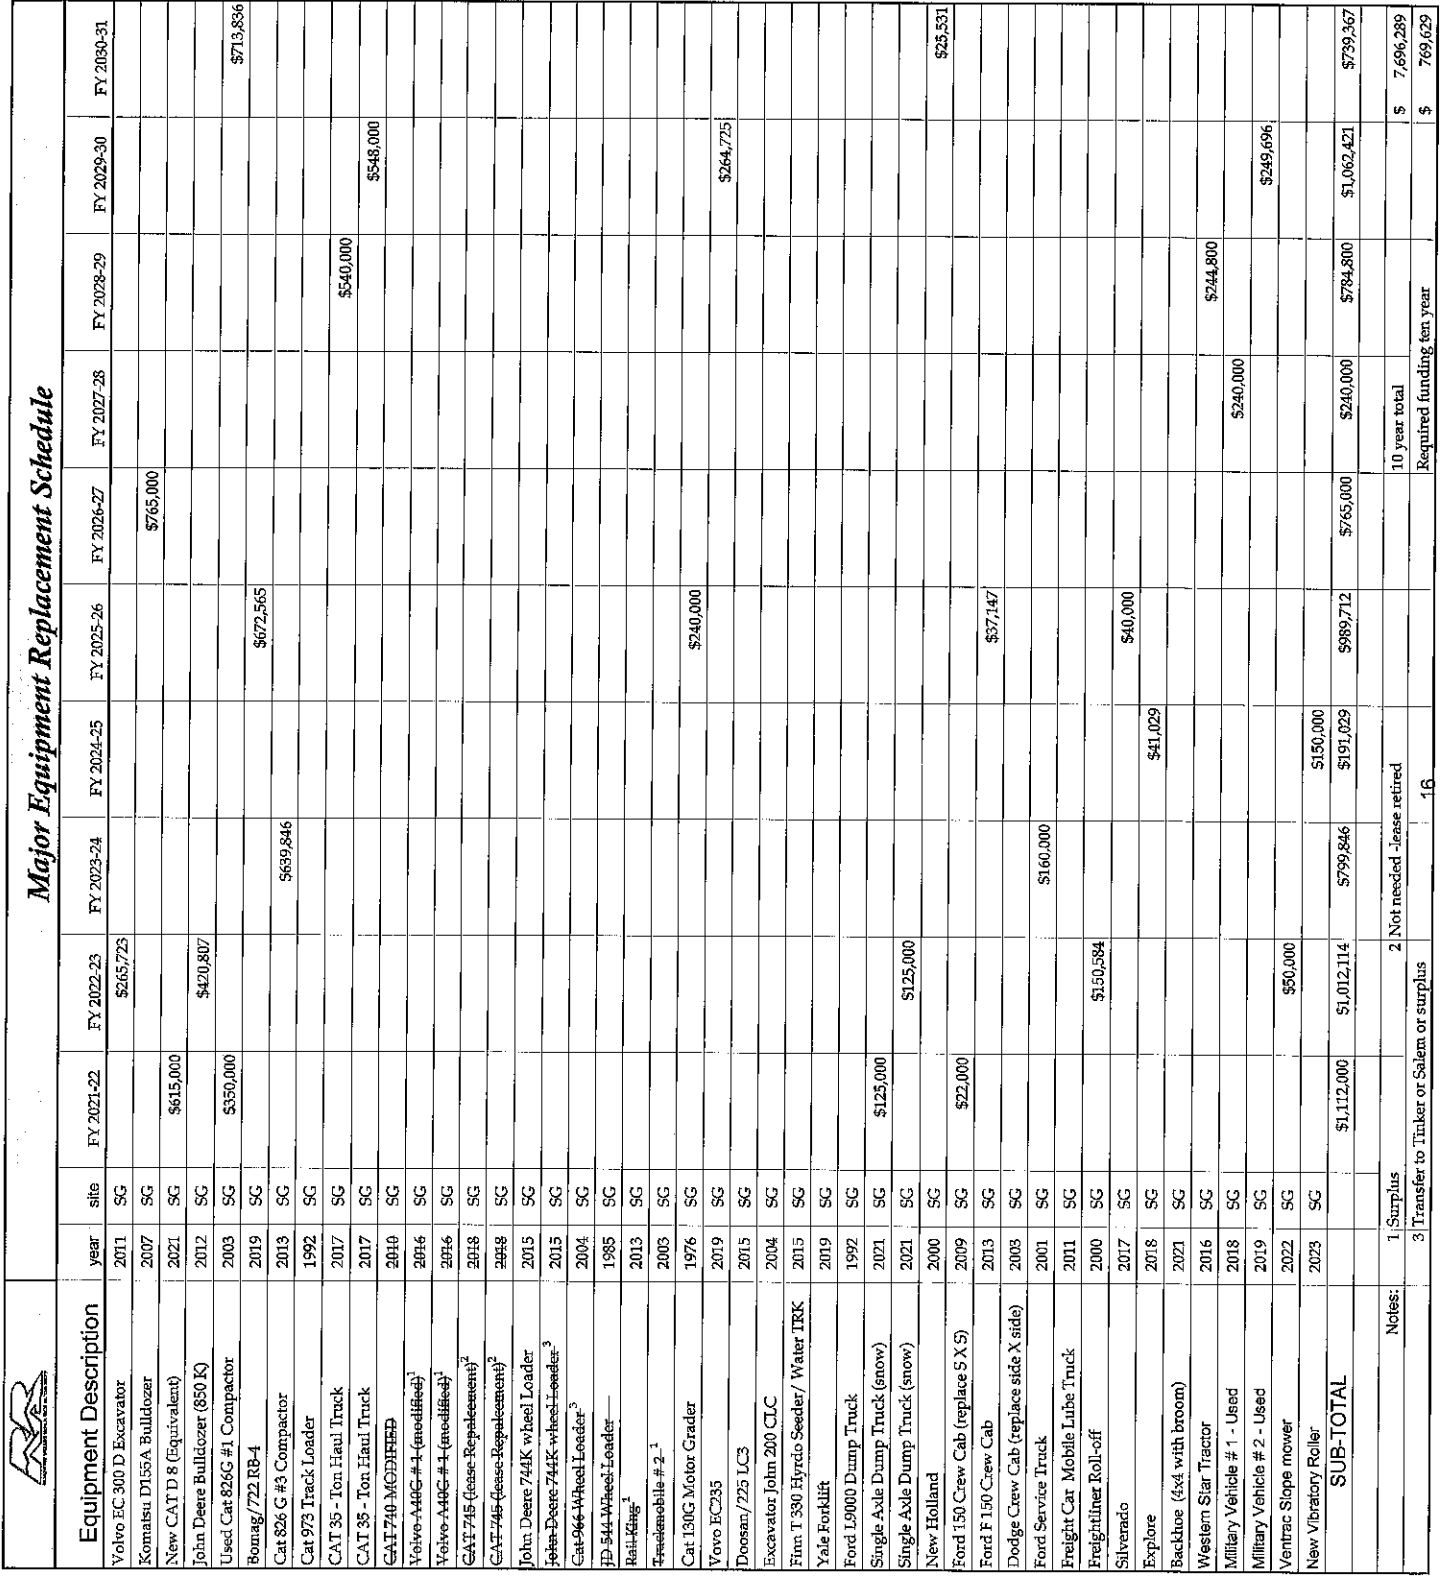 Major Equipment Replacement Schedule
Equipment Description year site FY 2021-22 FY 2022-23 FY 2023-24 FY 2024-25 FY 2025-26 FY 2026-27 FY 2027-28 FY 2028-29 FY 2029-30 FY 2030-31
Volvo EC 300 D Excavator 2011 SG $265,723
Komatsu D155A Bulldozer 2007 SG $765,000
New CAT D 8 (Equivalent) 2021 SG $615,000
John Deere Bulldozer (850 K) 2012 SG $420,807
Used Cat 826G #1 Compactor 2003 SG $350,000 $713,836
Bomag/722 RB-4 2019 SG $672,565
Cat 826 G #3 Compactor 2013 SG $639,846
Cat 973 Track Loader 1992 SG
CAT 35 - Ton Haul Truck 2017 SG $540,000
CAT 35 - Ton Haul Truck 2017 SG $548,000
CAT 740 MODIFIED 2010 SG
Volvo A40G # 1 (modified) 1 2016 SG
Volvo A40G # 1 (modified) 1 2016 SG
CAT 745 (lease Repalcement) 2 2018 SG
CAT 745 (lease Repalcement) 2 2018 SG
John Deere 744K wheel Loader 2015 SG
John Deere 744K wheel Loader 3 2015 SG
Cat 966 Wheel Loader 3 2004 SG
JD 544 Wheel Loader 1985 SG
Rail King 1 2013 SG
Trackmobile # 2 1 2003 SG
Cat 130G Motor Grader 1976 SG $240,000
Vovo EC235 2019 SG $264,725
Doosan/225 LC3 2015 SG
Excavator John 200 CLC 2004 SG
Finn T 330 Hyrdo Seeder/ Water TRK 2015 SG
Yale Forklift 2019 SG
Ford L9000 Dump Truck 1992 SG
Single Axle Dump Truck (snow) 2021 SG $125,000
Single Axle Dump Truck (snow) 2021 SG $125,000
New Holland 2000 SG $25,531
Ford 150 Crew Cab (replace S X S) 2009 SG $22,000
Ford F 150 Crew Cab 2013 SG $37,147
Dodge Crew Cab (replace side X side) 2003 SG
Ford Service Truck 2001 SG $160,000
Freight Car Mobile Lube Truck 2011 SG
Freightliner Roll-off 2000 SG $150,584
Silverado 2017 SG $40,000
Explore 2018 SG $41,029
Backhoe (4x4 with broom) 2021 SG
Western Star Tractor 2016 SG $244,800
Military Vehicle # 1 - Used 2018 SG $240,000
Military Vehicle # 2 - Used 2019 SG $249,696
Ventrac Slope mower 2022 SG $50,000
New Vibratory Roller 2023 SG $150,000
SUB-TOTAL $1,112,000 $1,012,114 $799,846 $191,029 $989,712 $765,000 $240,000 $784,800 $1,062,421 $739,367
Notes: 1 Surplus 2 Not needed -lease retired 10 year total $ 7,696,289
3 Transfer to Tinker or Salem or surplus Required funding ten year $ 769,629
16